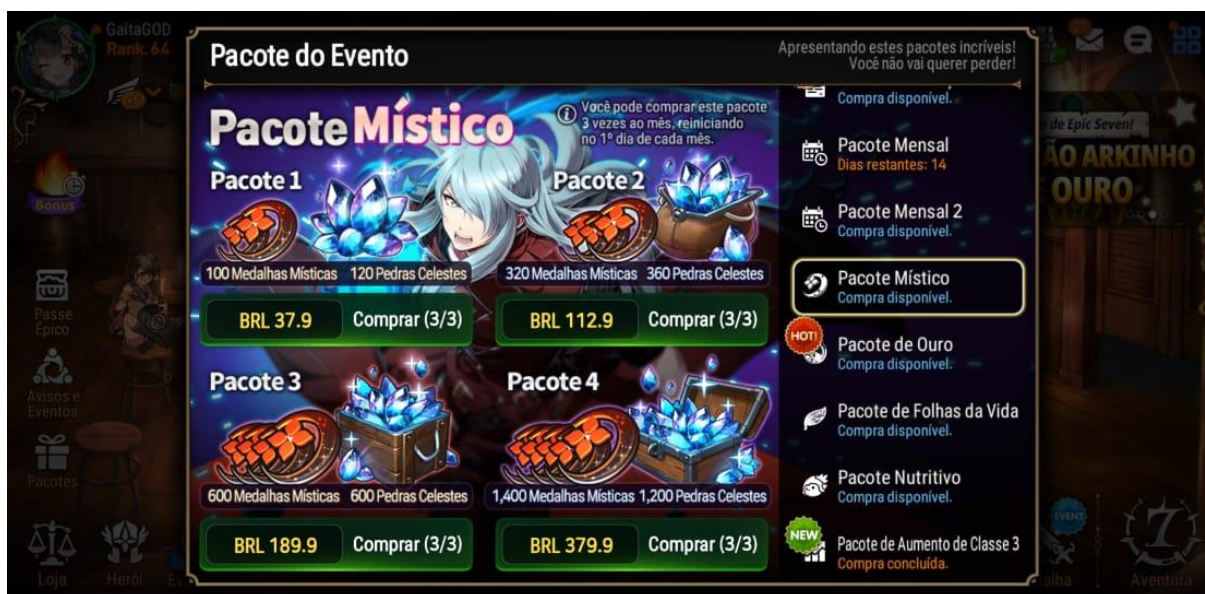 GaitaGOD
Rank.64
Pacote do Evento
Apresentando estes pacotes incríveis!
Você não vai querer perder!
Pacote Místico
Você pode comprar este pacote
3 vezes ao mês, reiniciando
no 1º dia de cada mês.
Pacote 1
100 Medalhas Místicas 120 Pedras Celestes
BRL 37.9 Comprar (3/3)
Pacote 2
320 Medalhas Místicas 360 Pedras Celestes
BRL 112.9 Comprar (3/3)
Pacote 3
600 Medalhas Místicas 600 Pedras Celestes
BRL 189.9 Comprar (3/3)
Pacote 4
1,400 Medalhas Místicas 1,200 Pedras Celestes
BRL 379.9 Comprar (3/3)
Compra disponível.
Pacote Mensal
Dias restantes: 14
Pacote Mensal 2
Compra disponível.
Pacote Místico
Compra disponível.
HOT!
Pacote de Ouro
Compra disponível.
Pacote de Folhas da Vida
Compra disponível.
Pacote Nutritivo
Compra disponível.
NEW
Pacote de Aumento de Classe 3
Compra concluída.
Bonus
Passe
Épico
Avisos e
Eventos
Pacotes
Loja
Herói
de Epic Seven!
ÃO ARKINHO
OURO
EVENT
alha
Aventura